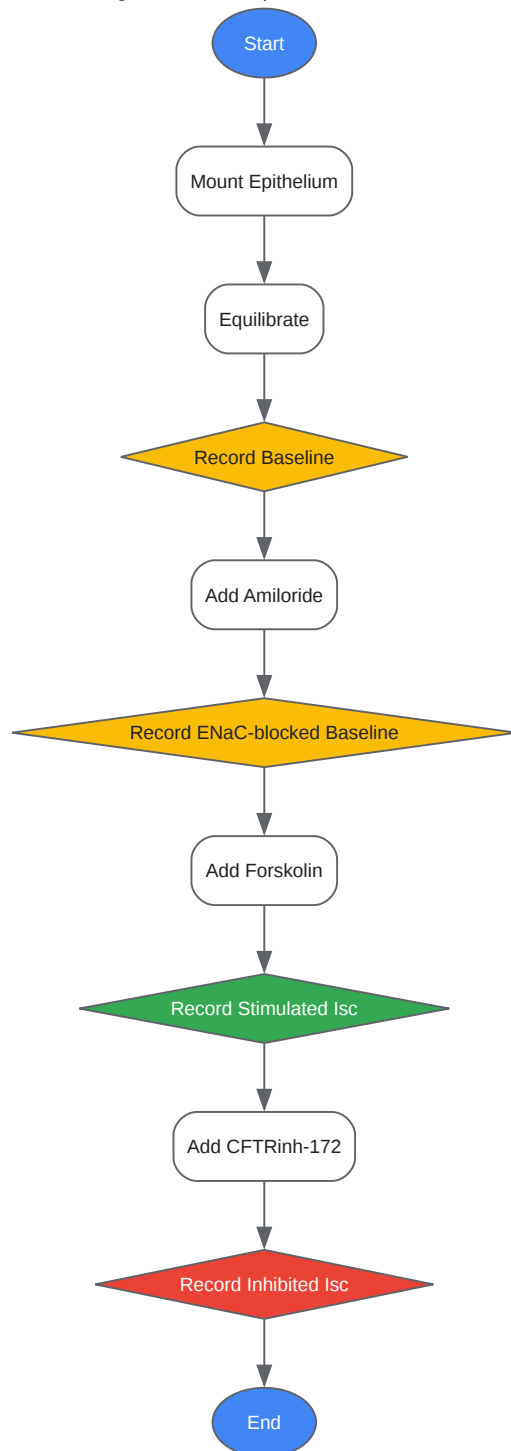 Start
Mount Epithelium
Equilibrate
Record Baseline
Add Amiloride
Record ENaC-blocked Baseline
Add Forskolin
Record Stimulated Isc
Add CFTRinh-172
Record Inhibited Isc
End